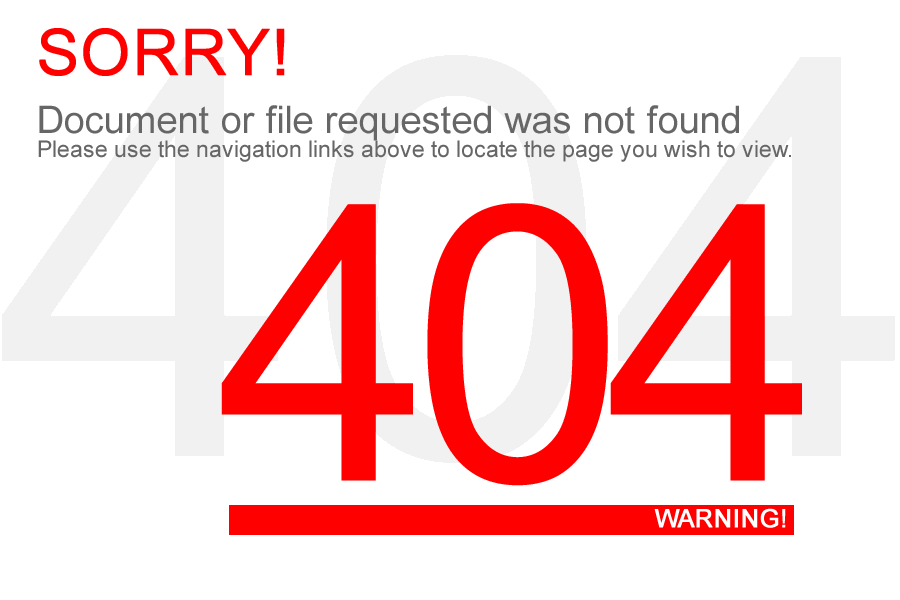 SORRY!
Document or file requested was not found
Please use the navigation links above to locate the page you wish to view.
404
404
WARNING!